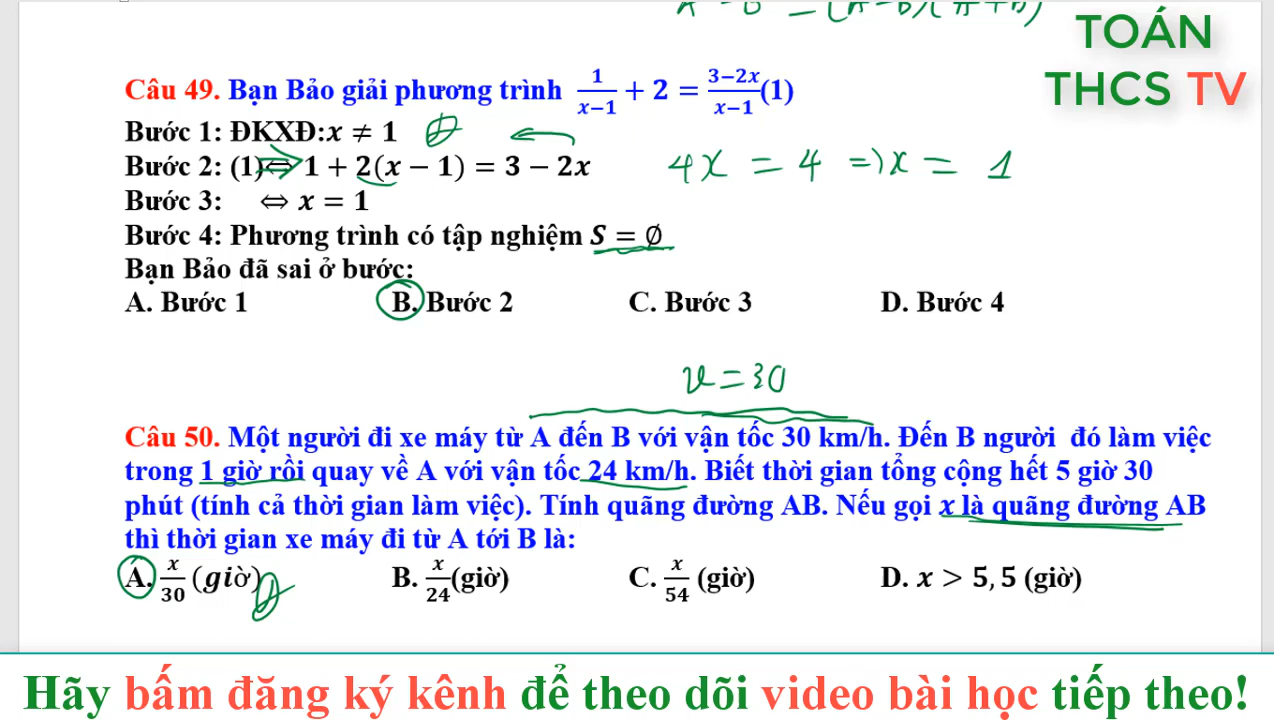 TOÁN
THCS TV
Câu 49. Bạn Bảo giải phương trình 1/(x−1) + 2 = (3−2x)/(x−1) (1)
Bước 1: ĐKXĐ: x ≠ 1
Bước 2: (1) ⇔ 1 + 2(x − 1) = 3 − 2x
4x = 4 => x = 1
Bước 3: ⇔ x = 1
Bước 4: Phương trình có tập nghiệm S = ∅
Bạn Bảo đã sai ở bước:
A. Bước 1 B. Bước 2 C. Bước 3 D. Bước 4
v = 30
Câu 50. Một người đi xe máy từ A đến B với vận tốc 30 km/h. Đến B người đó làm việc
trong 1 giờ rồi quay về A với vận tốc 24 km/h. Biết thời gian tổng cộng hết 5 giờ 30
phút (tính cả thời gian làm việc). Tính quãng đường AB. Nếu gọi x là quãng đường AB
thì thời gian xe máy đi từ A tới B là:
A. x/30 (giờ) B. x/24 (giờ) C. x/54 (giờ) D. x > 5, 5 (giờ)
Hãy bấm đăng ký kênh để theo dõi video bài học tiếp theo!